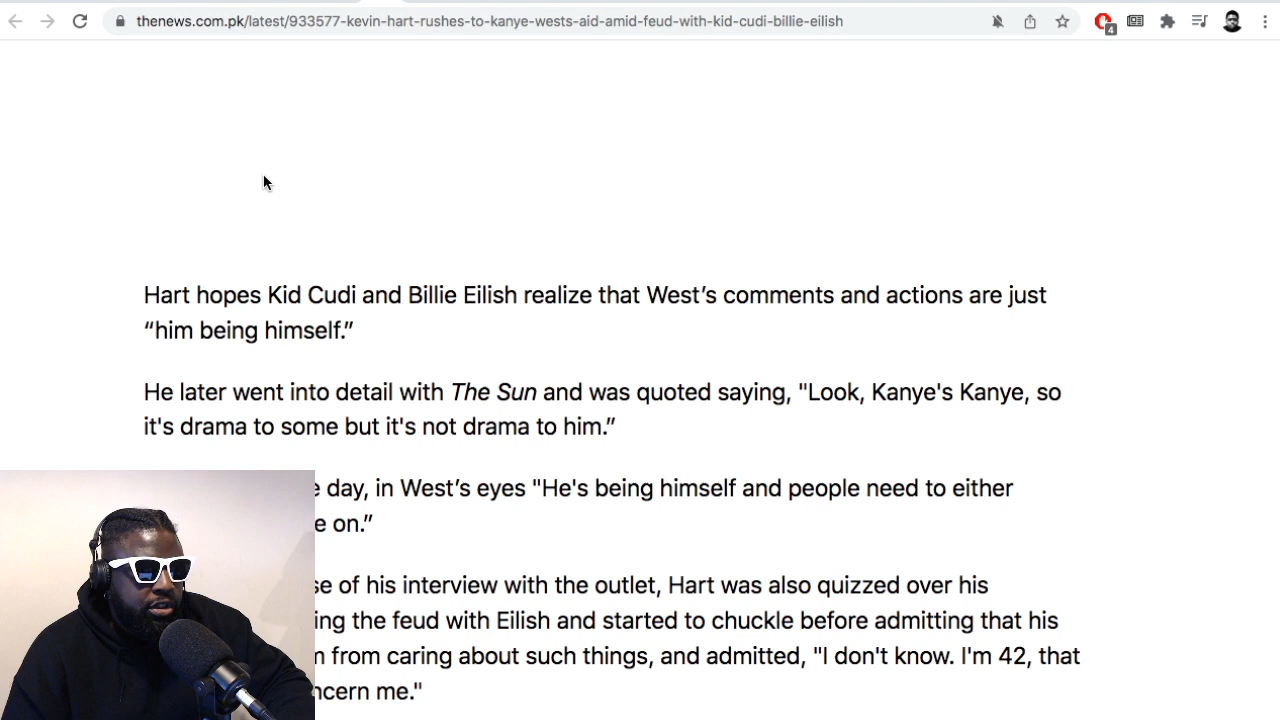 thenews.com.pk/latest/933577-kevin-hart-rushes-to-kanye-wests-aid-amid-feud-with-kid-cudi-billie-eilish
4
Hart hopes Kid Cudi and Billie Eilish realize that West’s comments and actions are just
“him being himself.”
He later went into detail with The Sun and was quoted saying, "Look, Kanye's Kanye, so
it's drama to some but it's not drama to him.”
day, in West’s eyes "He's being himself and people need to either
on.”
of his interview with the outlet, Hart was also quizzed over his
the feud with Eilish and started to chuckle before admitting that his
from caring about such things, and admitted, "I don't know. I'm 42, that
me."